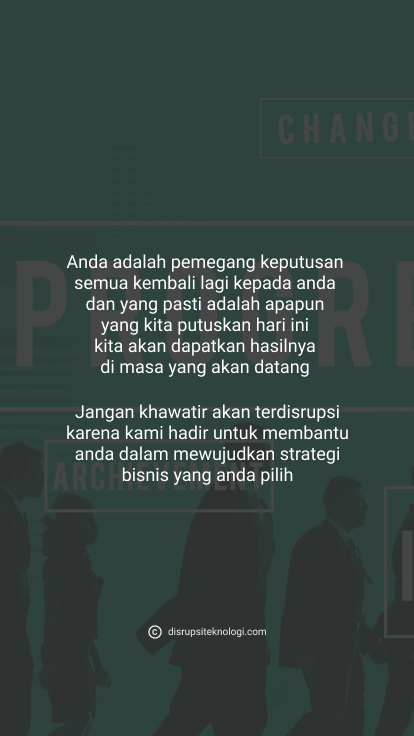 CHANG
PROGR
Anda adalah pemegang keputusan
semua kembali lagi kepada anda
dan yang pasti adalah apapun
yang kita putuskan hari ini
kita akan dapatkan hasilnya
di masa yang akan datang
Jangan khawatir akan terdisrupsi
karena kami hadir untuk membantu
anda dalam mewujudkan strategi
bisnis yang anda pilih
ARCHIEVEMENT
© disrupsiteknologi.com